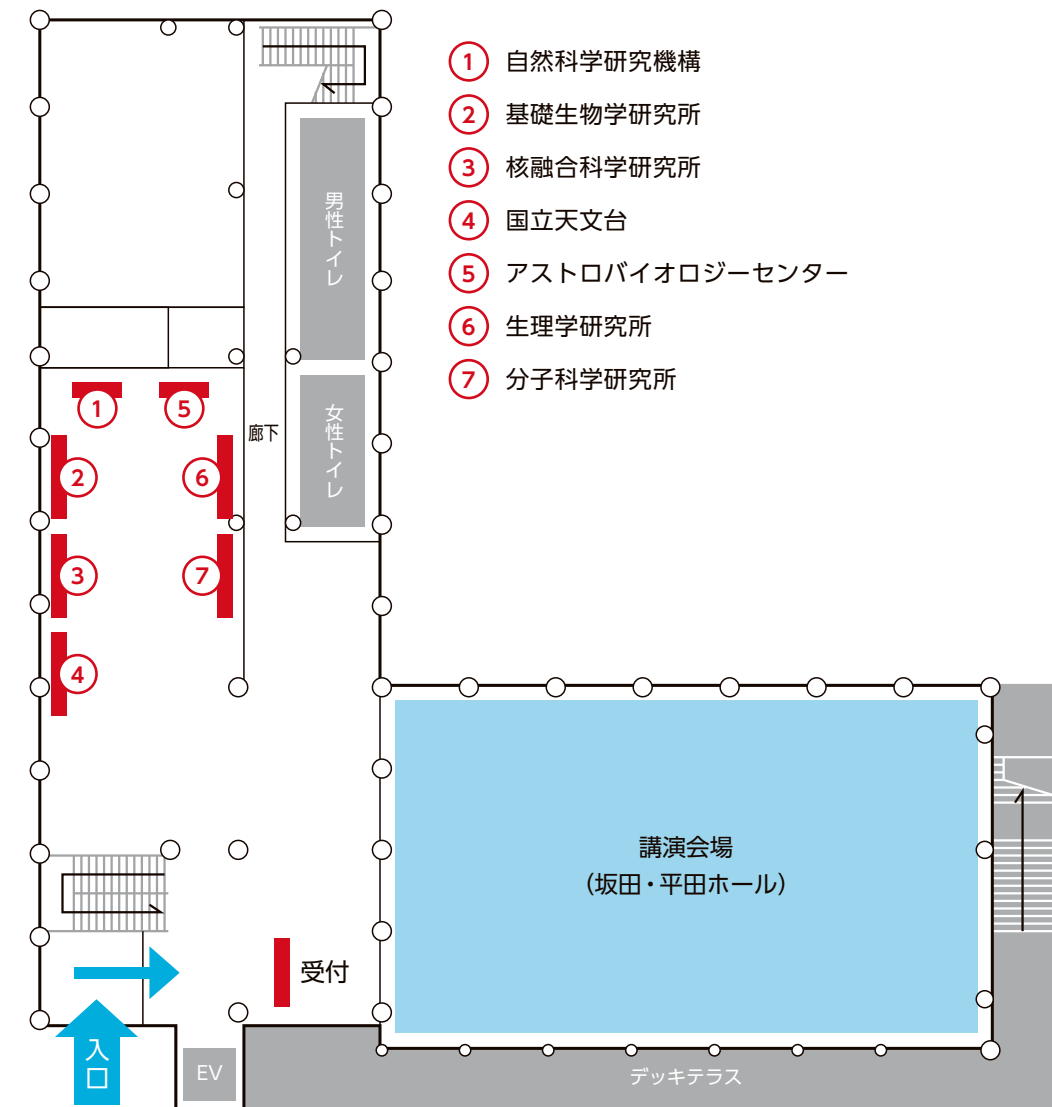 1 自然科学研究機構
2 基礎生物学研究所
3 核融合科学研究所
4 国立天文台
5 アストロバイオロジーセンター
6 生理学研究所
7 分子科学研究所
男性トイレ
女性トイレ
廊下
1
5
2
6
3
7
4
講演会場
（坂田・平田ホール）
受付
入口
EV
デッキテラス